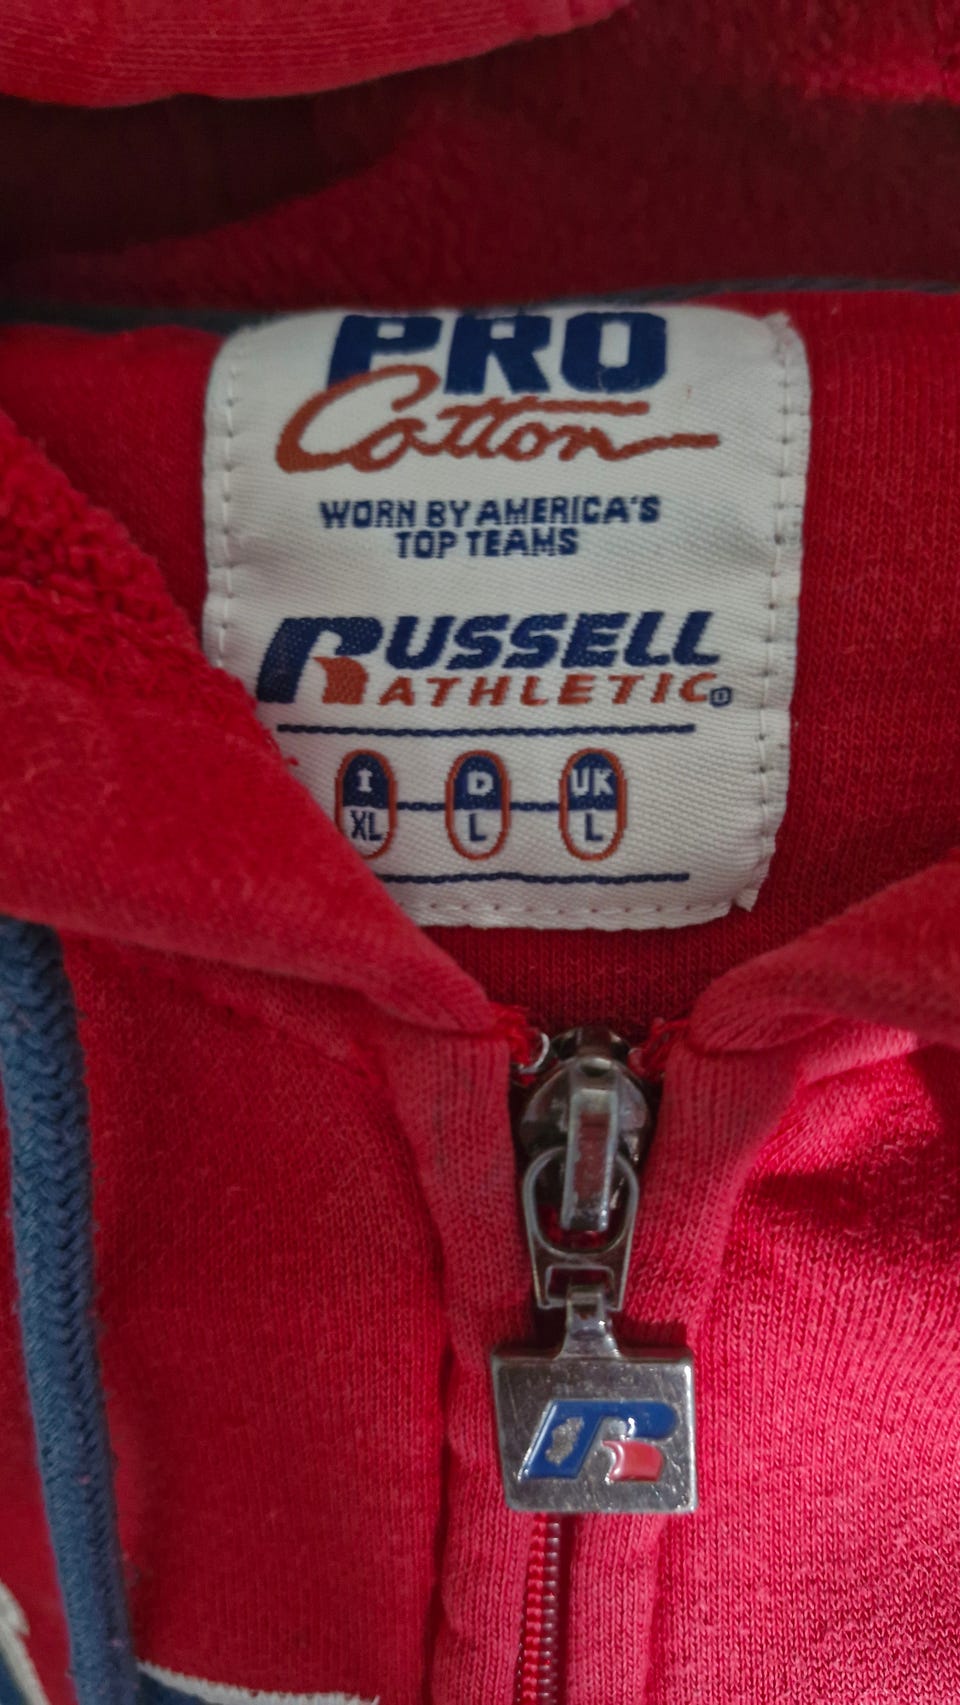 PRO
Cotton
WORN BY AMERICA'S
TOP TEAMS
RUSSELL
ATHLETIC®
I D UK
XL L L
R